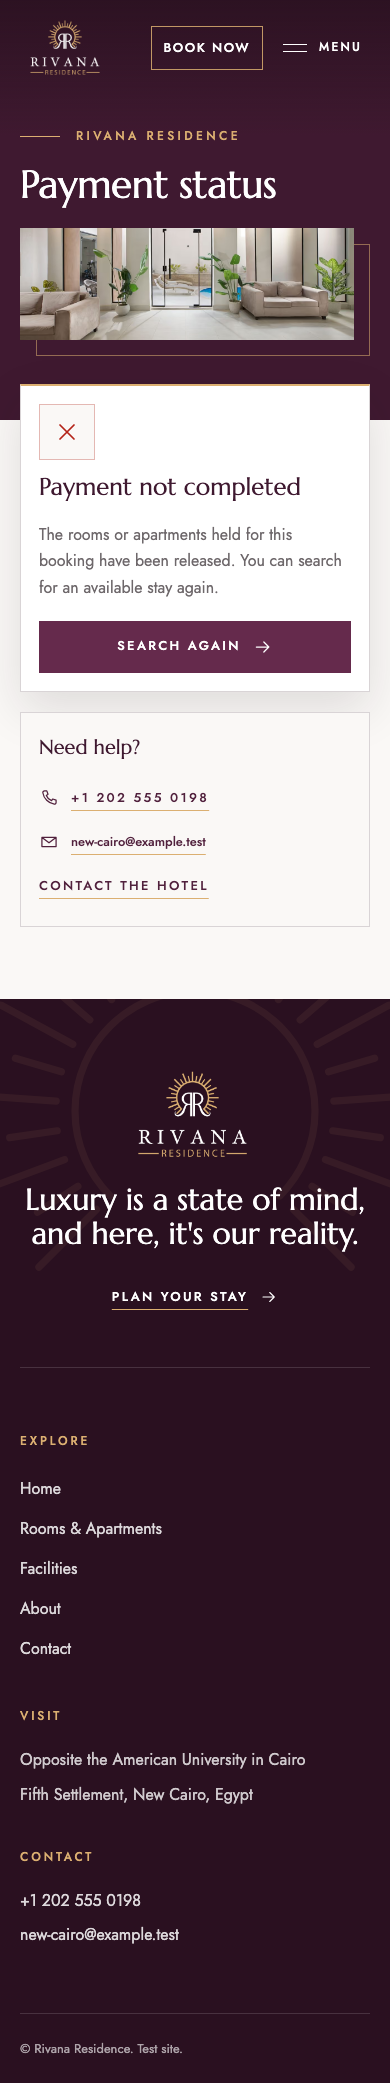 RIVANA
RESIDENCE
BOOK NOW
MENU
RIVANA RESIDENCE
Payment status
Payment not completed
The rooms or apartments held for this
booking have been released. You can search
for an available stay again.
SEARCH AGAIN
Need help?
+1 202 555 0198
new-cairo@example.test
CONTACT THE HOTEL
RIVANA
RESIDENCE
Luxury is a state of mind,
and here, it's our reality.
PLAN YOUR STAY
EXPLORE
Home
Rooms & Apartments
Facilities
About
Contact
VISIT
Opposite the American University in Cairo
Fifth Settlement, New Cairo, Egypt
CONTACT
+1 202 555 0198
new-cairo@example.test
© Rivana Residence. Test site.